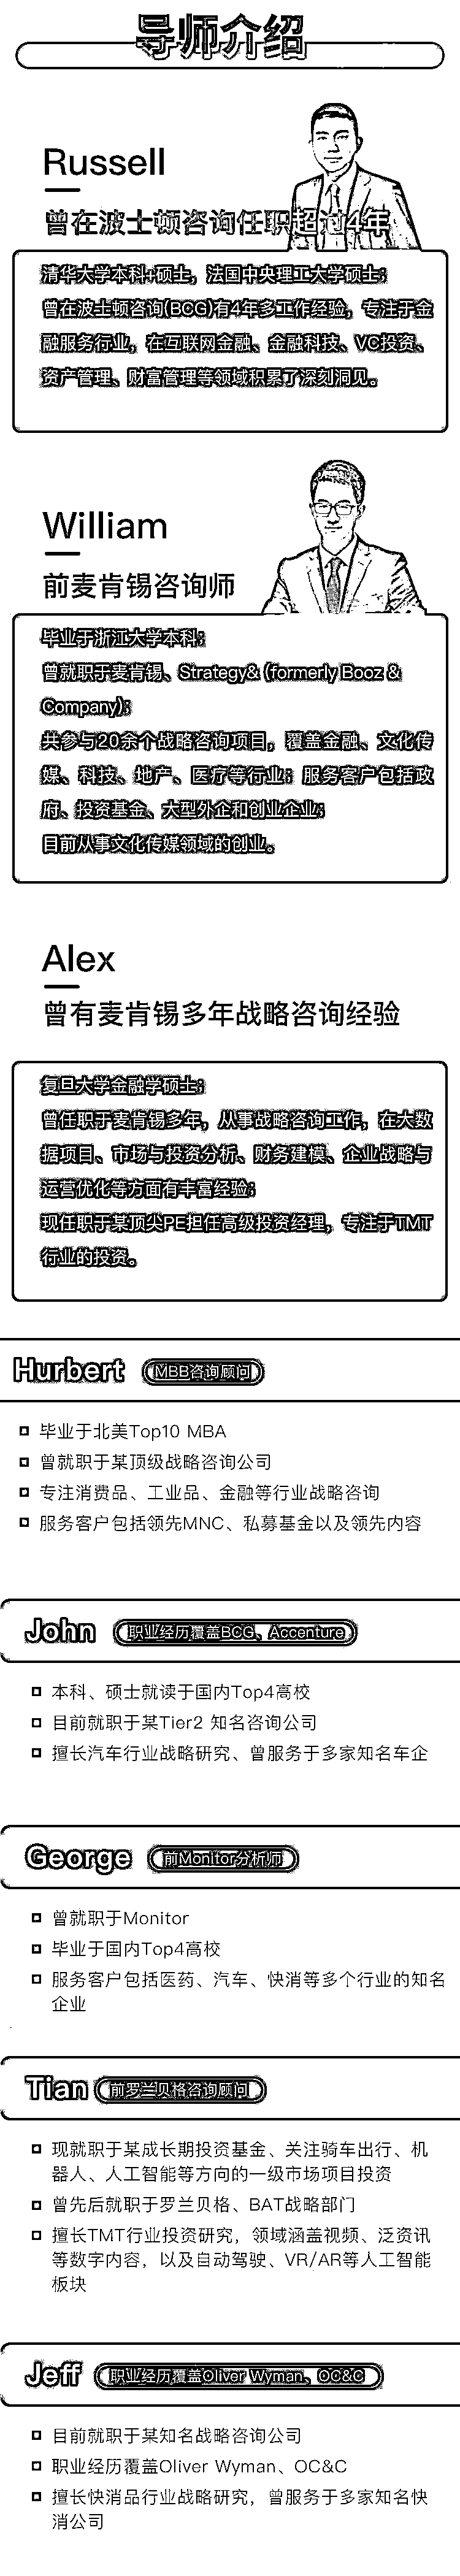 导师介绍
Russell
曾在波士顿咨询任职超过4年
清华大学本科+硕士，法国中央理工大学硕士；
曾在波士顿咨询(BCG)有4年多工作经验，专注于金
融服务行业，在互联网金融、金融科技、VC投资、
资产管理、财富管理等领域积累了深刻洞见。
William
前麦肯锡咨询师
毕业于浙江大学本科；
曾就职于麦肯锡、Strategy& (formerly Booz &
Company)；
共参与20余个战略咨询项目，覆盖金融、文化传
媒、科技、地产、医疗等行业；服务客户包括政
府、投资基金、大型外企和创业企业；
目前从事文化传媒领域的创业。
Alex
曾有麦肯锡多年战略咨询经验
复旦大学金融学硕士；
曾任职于麦肯锡多年，从事战略咨询工作，在大数
据项目、市场与投资分析、财务建模、企业战略与
运营优化等方面有丰富经验；
现任职于某顶尖PE担任高级投资经理，专注于TMT
行业的投资。
Hurbert MBB咨询顾问
毕业于北美Top10 MBA
曾就职于某顶级战略咨询公司
专注消费品、工业品、金融等行业战略咨询
服务客户包括领先MNC、私募基金以及领先内容
John 职业经历覆盖BCG、Accenture
本科、硕士就读于国内Top4高校
目前就职于某Tier2 知名咨询公司
擅长汽车行业战略研究、曾服务于多家知名车企
George 前Monitor分析师
曾就职于Monitor
毕业于国内Top4高校
服务客户包括医药、汽车、快消等多个行业的知名
企业
Tian 前罗兰贝格咨询顾问
现就职于某成长期投资基金、关注骑车出行、机
器人、人工智能等方向的一级市场项目投资
曾先后就职于罗兰贝格、BAT战略部门
擅长TMT行业投资研究，领域涵盖视频、泛资讯
等数字内容，以及自动驾驶、VR/AR等人工智能
板块
Jeff 职业经历覆盖Oliver Wyman、OC&C
目前就职于某知名战略咨询公司
职业经历覆盖Oliver Wyman、OC&C
擅长快消品行业战略研究，曾服务于多家知名快
消公司